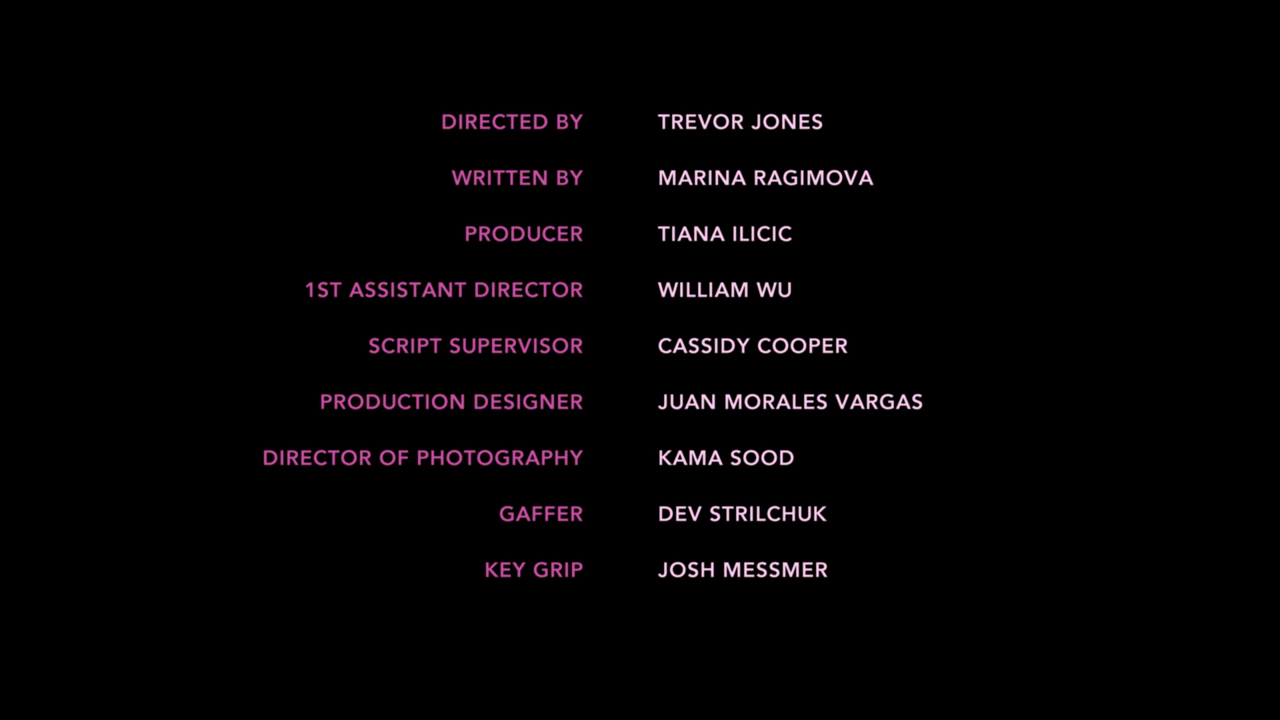 DIRECTED BY TREVOR JONES
WRITTEN BY MARINA RAGIMOVA
PRODUCER TIANA ILICIC
1ST ASSISTANT DIRECTOR WILLIAM WU
SCRIPT SUPERVISOR CASSIDY COOPER
PRODUCTION DESIGNER JUAN MORALES VARGAS
DIRECTOR OF PHOTOGRAPHY KAMA SOOD
GAFFER DEV STRILCHUK
KEY GRIP JOSH MESSMER